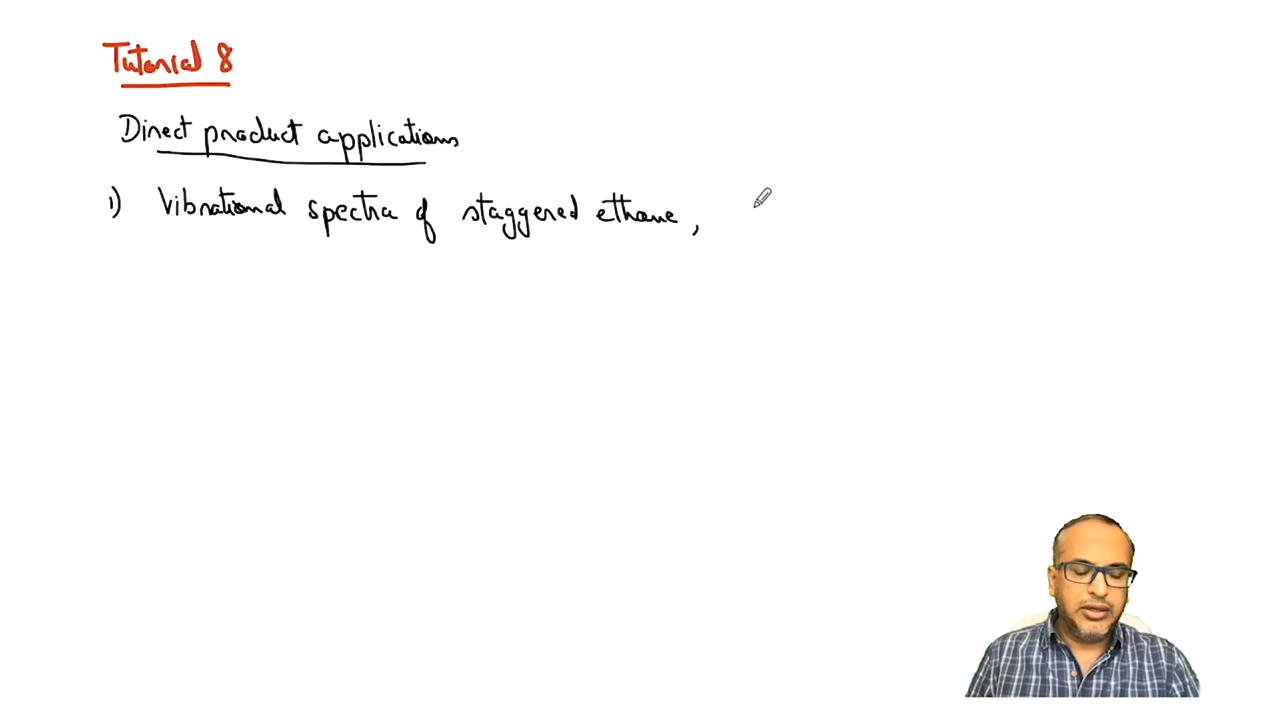 Tutorial 8
Direct product applications
1) Vibrational spectra of staggered ethane,